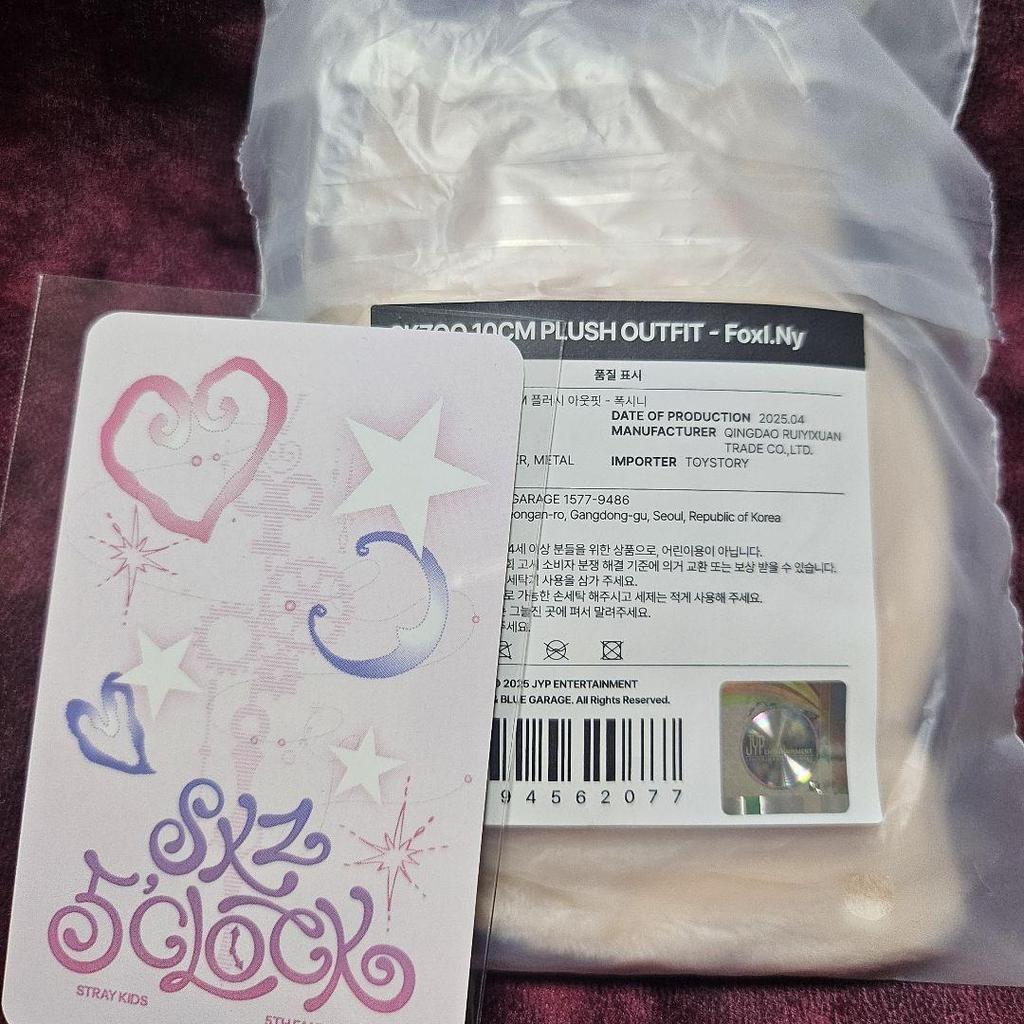 SKZOO 10CM PLUSH OUTFIT - FoxI.Ny
품질 표시
플러시 아웃핏 - 폭시니
DATE OF PRODUCTION 2025.04
MANUFACTURER QINGDAO RUIYIXUAN
TRADE CO.,LTD.
METAL
IMPORTER TOYSTORY
GARAGE 1577-9486
Gangdong-gu, Seoul, Republic of Korea
4세 이상 분들을 위한 상품으로, 어린이용이 아닙니다.
고시 소비자 분쟁 해결 기준에 의거 교환 또는 보상 받을 수 있습니다.
세탁기 사용을 삼가 주세요.
가능한 손세탁 해주시고 세제는 적게 사용해 주세요.
그늘진 곳에 펴서 말려주세요.
© 2025 JYP ENTERTAINMENT
& BLUE GARAGE. All Rights Reserved.
94562077
JYP ENTERTAINMENT
SKZ
5'CLOCK
STRAY KIDS